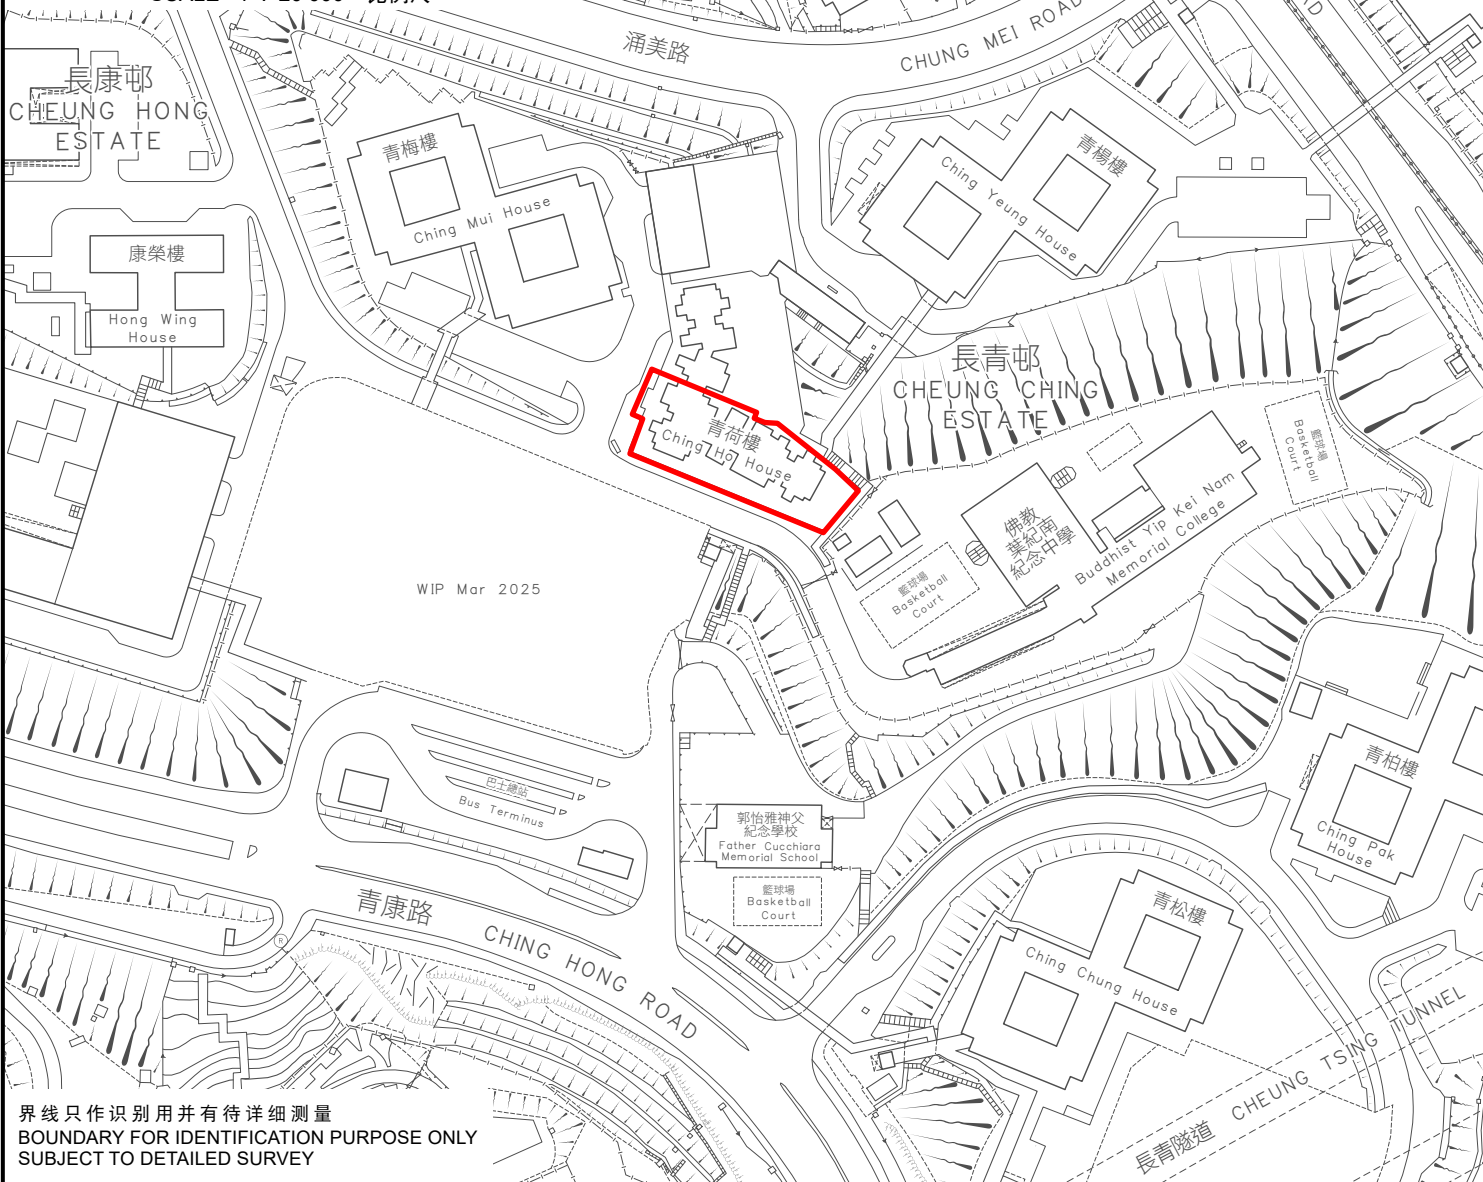 涌美路
CHUNG MEI ROAD
長康邨
CHEUNG HONG
ESTATE
青梅樓
Ching Mui House
青楊樓
Ching Yeung House
康榮樓
Hong Wing
House
長青邨
CHEUNG CHING
ESTATE
青荷樓
Ching Ho House
籃球場
Basketball
Court
佛教
葉紀南
紀念中學
Buddhist Yip Kei Nam
Memorial College
籃球場
Basketball
Court
WIP Mar 2025
巴士總站
Bus Terminus
青柏樓
Ching Pak
House
郭怡雅神父
紀念學校
Father Cucchiara
Memorial School
籃球場
Basketball
Court
青康路
CHING HONG ROAD
青松樓
Ching Chung House
R
長青隧道
CHEUNG TSING TUNNEL
界线只作识别用并有待详细测量
BOUNDARY FOR IDENTIFICATION PURPOSE ONLY
SUBJECT TO DETAILED SURVEY